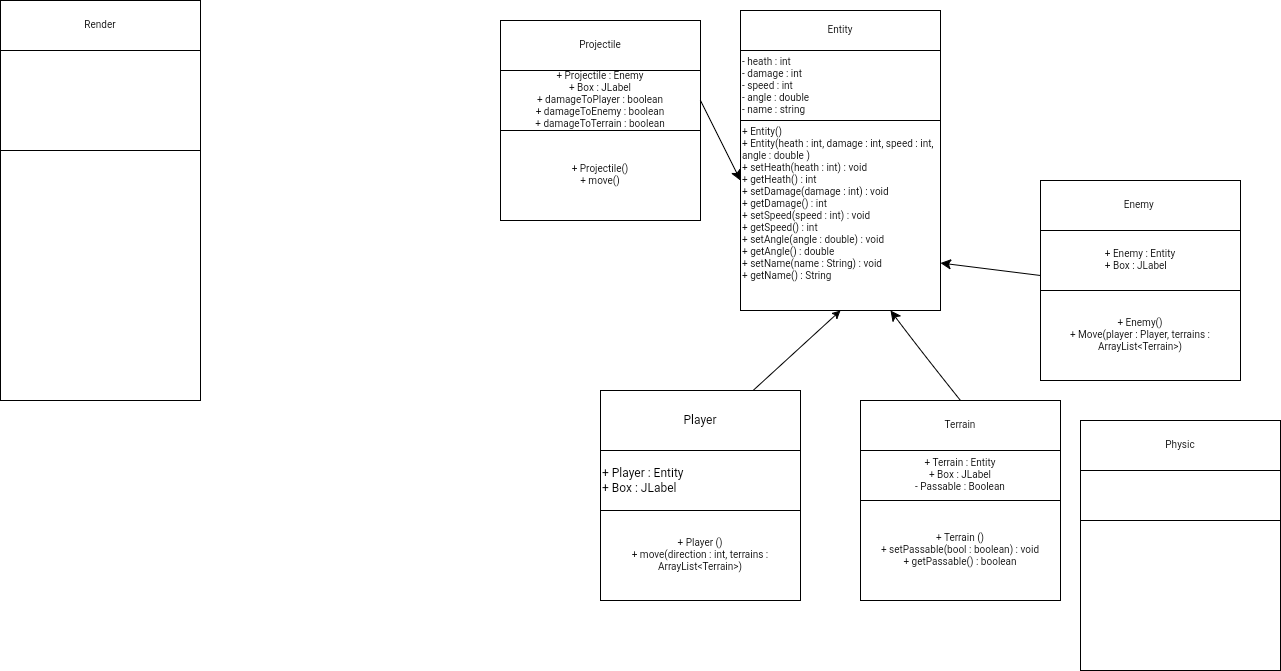 Render
Projectile
+ Projectile : Enemy
+ Box : JLabel
+ damageToPlayer : boolean
+ damageToEnemy : boolean
+ damageToTerrain : boolean
+ Projectile()
+ move()
Entity
- heath : int
- damage : int
- speed : int
- angle : double
- name : string
+ Entity()
+ Entity(heath : int, damage : int, speed : int,
angle : double )
+ setHeath(heath : int) : void
+ getHeath() : int
+ setDamage(damage : int) : void
+ getDamage() : int
+ setSpeed(speed : int) : void
+ getSpeed() : int
+ setAngle(angle : double) : void
+ getAngle() : double
+ setName(name : String) : void
+ getName() : String
Enemy
+ Enemy : Entity
+ Box : JLabel
+ Enemy()
+ Move(player : Player, terrains :
ArrayList<Terrain>)
Player
+ Player : Entity
+ Box : JLabel
+ Player ()
+ move(direction : int, terrains :
ArrayList<Terrain>)
Terrain
+ Terrain : Entity
+ Box : JLabel
- Passable : Boolean
+ Terrain ()
+ setPassable(bool : boolean) : void
+ getPassable() : boolean
Physic